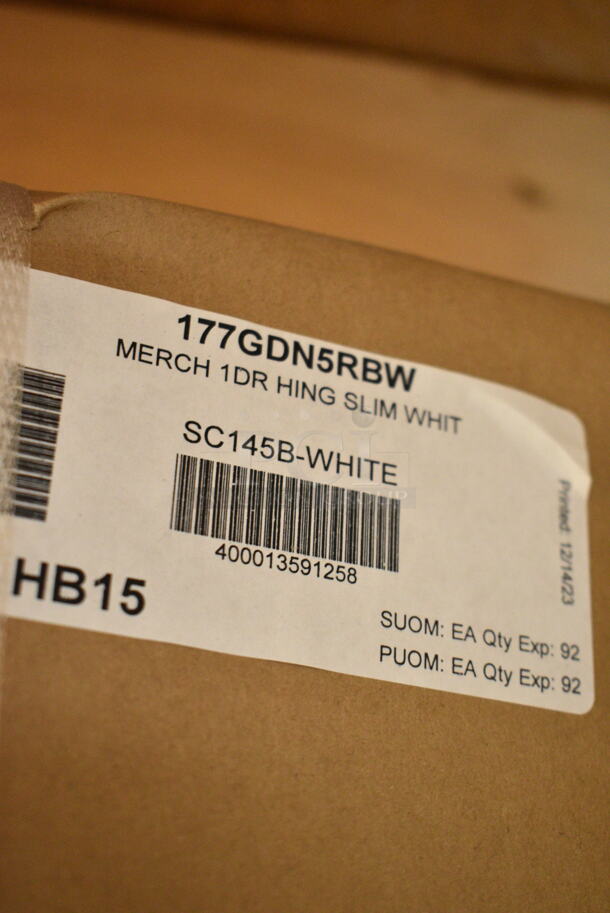 177GDN5RBW
MERCH 1DR HING SLIM WHIT
SC145B-WHITE
400013591258
HB15
Printed: 12/14/23
SUOM: EA Qty Exp: 92
PUOM: EA Qty Exp: 92